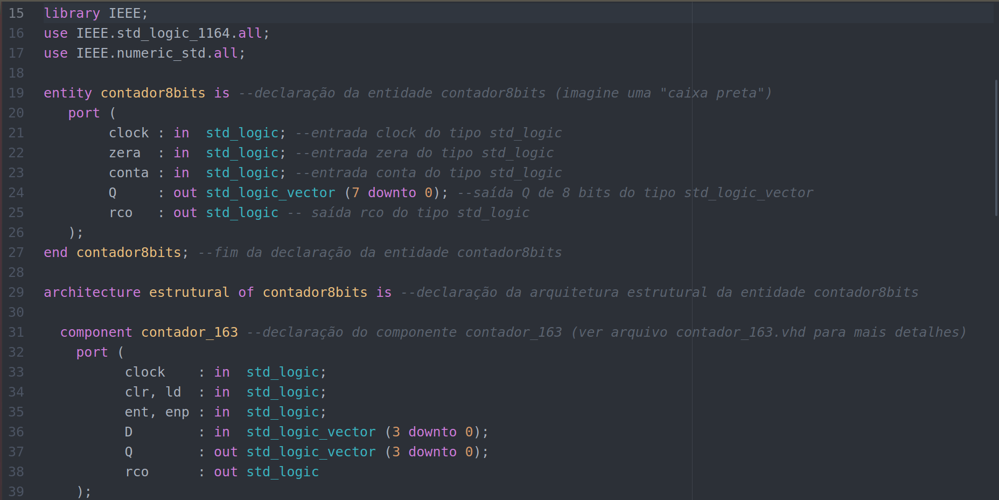 15 library IEEE;
16 use IEEE.std_logic_1164.all;
17 use IEEE.numeric_std.all;
18
19 entity contador8bits is --declaração da entidade contador8bits (imagine uma "caixa preta")
20    port (
21         clock : in  std_logic; --entrada clock do tipo std_logic
22         zera  : in  std_logic; --entrada zera do tipo std_logic
23         conta : in  std_logic; --entrada conta do tipo std_logic
24         Q     : out std_logic_vector (7 downto 0); --saída Q de 8 bits do tipo std_logic_vector
25         rco   : out std_logic -- saída rco do tipo std_logic
26    );
27 end contador8bits; --fim da declaração da entidade contador8bits
28
29 architecture estrutural of contador8bits is --declaração da arquitetura estrutural da entidade contador8bits
30
31   component contador_163 --declaração do componente contador_163 (ver arquivo contador_163.vhd para mais detalhes)
32     port (
33           clock    : in  std_logic;
34           clr, ld  : in  std_logic;
35           ent, enp : in  std_logic;
36           D        : in  std_logic_vector (3 downto 0);
37           Q        : out std_logic_vector (3 downto 0);
38           rco      : out std_logic
39     );